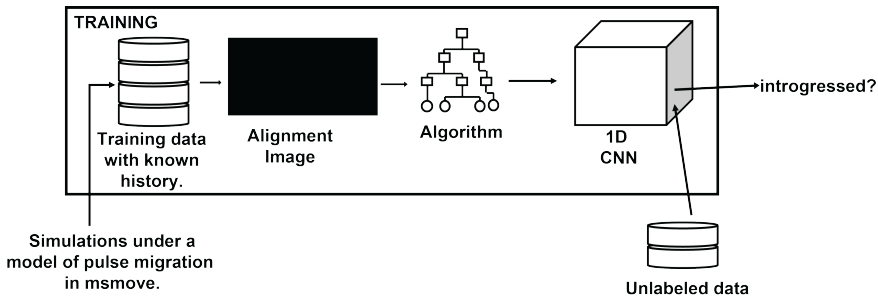 TRAINING
Training data
with known
history.
Alignment
Image
Algorithm
1D
CNN
introgressed?
Simulations under a
model of pulse migration
in msmove.
Unlabeled data